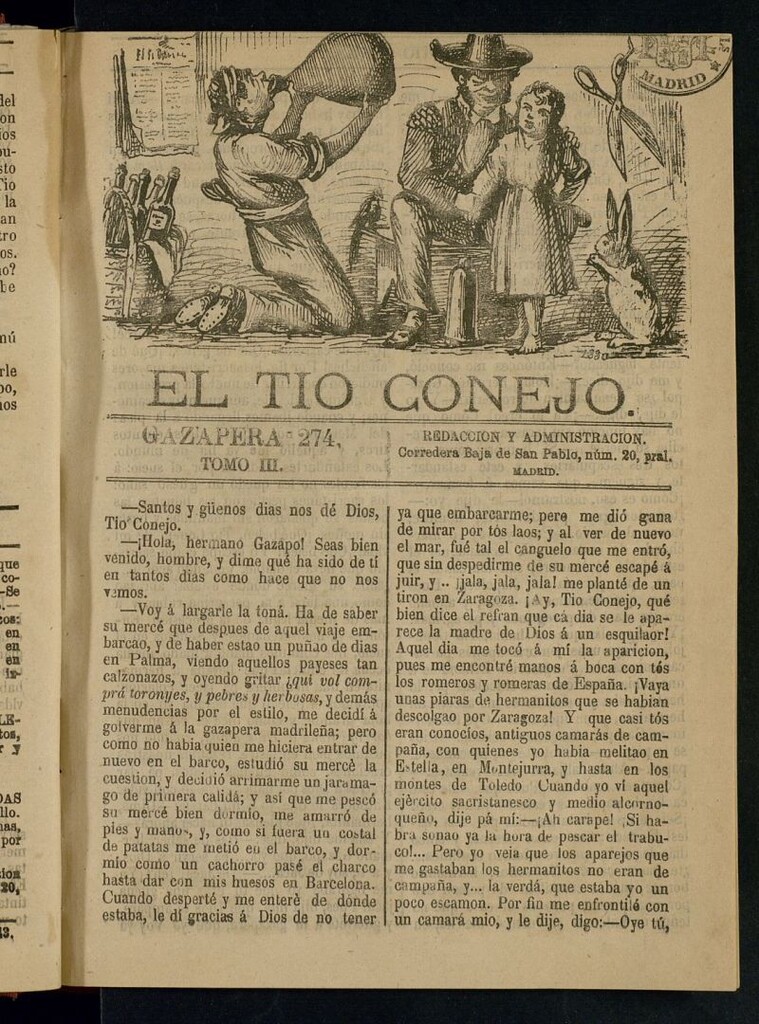 MADRID
EL TIO CONEJO.
GAZAPERA 274,
TOMO III.
REDACCION Y ADMINISTRACION.
Corredera Baja de San Pablo, núm. 20, pral.
MADRID.
—Santos y güenos dias nos dé Dios,
Tio Conejo.
—¡Hola, hermano Gazapo! Seas bien
venido, hombre, y dime qué ha sido de tí
en tantos dias como hace que no nos
vemos.
—Voy á largarle la toná. Ha de saber
su mercé que despues de aquel viaje em-
barcao, y de haber estao un puñao de dias
en Palma, viendo aquellos payeses tan
calzonazos, y oyendo gritar ¿qui vol com-
prá toronyes, y pebres y herbosas, y demás
menudencias por el estilo, me decidí á
golverme á la gazapera madrileña; pero
como no habia quien me hiciera entrar de
nuevo en el barco, estudió su mercè la
cuestion, y decidió arrimarme un jarama-
go de primera calidá; y así que me pescó
su mercé bien dormio, me amarró de
pies y manos, y, como si fuera un costal
de patatas me metió en el barco, y dor-
mio como un cachorro pasé el charco
hasta dar con mis huesos en Barcelona.
Cuando desperté y me enteré de dónde
estaba, le dí gracias á Dios de no tener
ya que embarcarme; pero me dió gana
de mirar por tós laos; y al ver de nuevo
el mar, fué tal el canguelo que me entró,
que sin despedirme de su mercé escapé á
juir, y .. ¡jala, jala, jala! me planté de un
tiron en Zaragoza. ¡Ay, Tio Conejo, qué
bien dice el refran que cá dia se le apa-
rece la madre de Dios á un esquilaor!
Aquel dia me tocó á mí la aparicion,
pues me encontré manos á boca con tós
los romeros y romeras de España. ¡Vaya
unas piaras de hermanitos que se habian
descolgao por Zaragoza! Y que casi tós
eran conocíos, antiguos camarás de cam-
paña, con quienes yo habia melitao en
Estella, en Montejurra, y hasta en los
montes de Toledo Cuando yo ví aquel
ejército sacristanesco y medio alcorno-
queño, dije pá mí:—¡Ah carape! ¡Si ha-
brá sonao ya la hora de pescar el trabu-
co!... Pero yo veia que los aparejos que
me gastaban los hermanitos no eran de
campaña, y... la verdá, que estaba yo un
poco escamon. Por fin me enfrontilé con
un camará mio, y le dije, digo:—Oye tú,